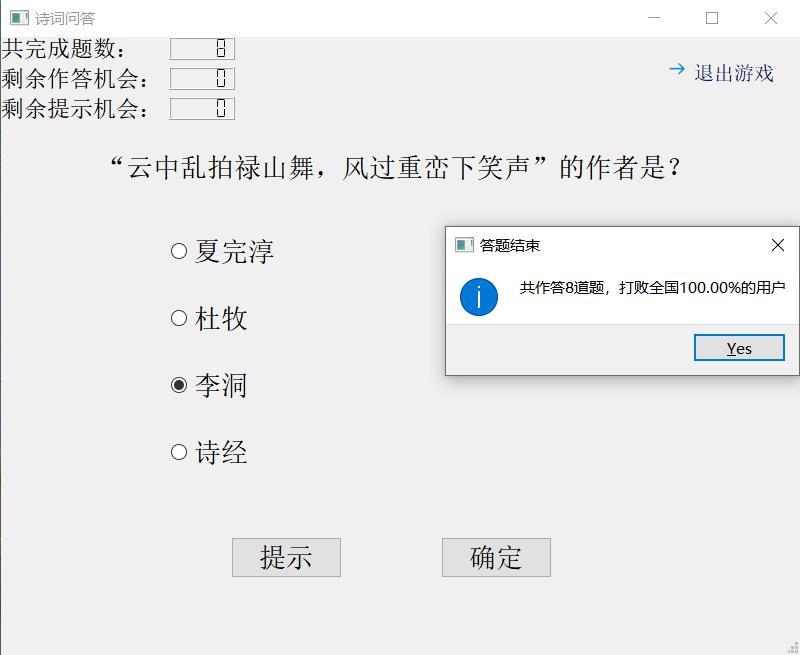 诗词问答
共完成题数： 8
剩余作答机会： 0
剩余提示机会： 0
退出游戏
“云中乱拍禄山舞，风过重峦下笑声”的作者是？
夏完淳
杜牧
李洞
诗经
答题结束
共作答8道题，打败全国100.00%的用户
Yes
提示
确定